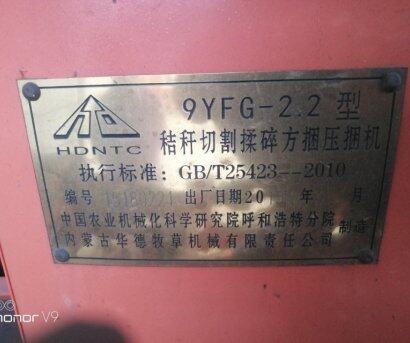 9YFG-2.2型
HDNTC
秸秆切割揉碎方捆压捆机
执行标准：GB/T25423--2010
编号 出厂日期20 年 月
中国农业机械化科学研究院呼和浩特分院
内蒙古华德牧草机械有限责任公司
制造
honor V9